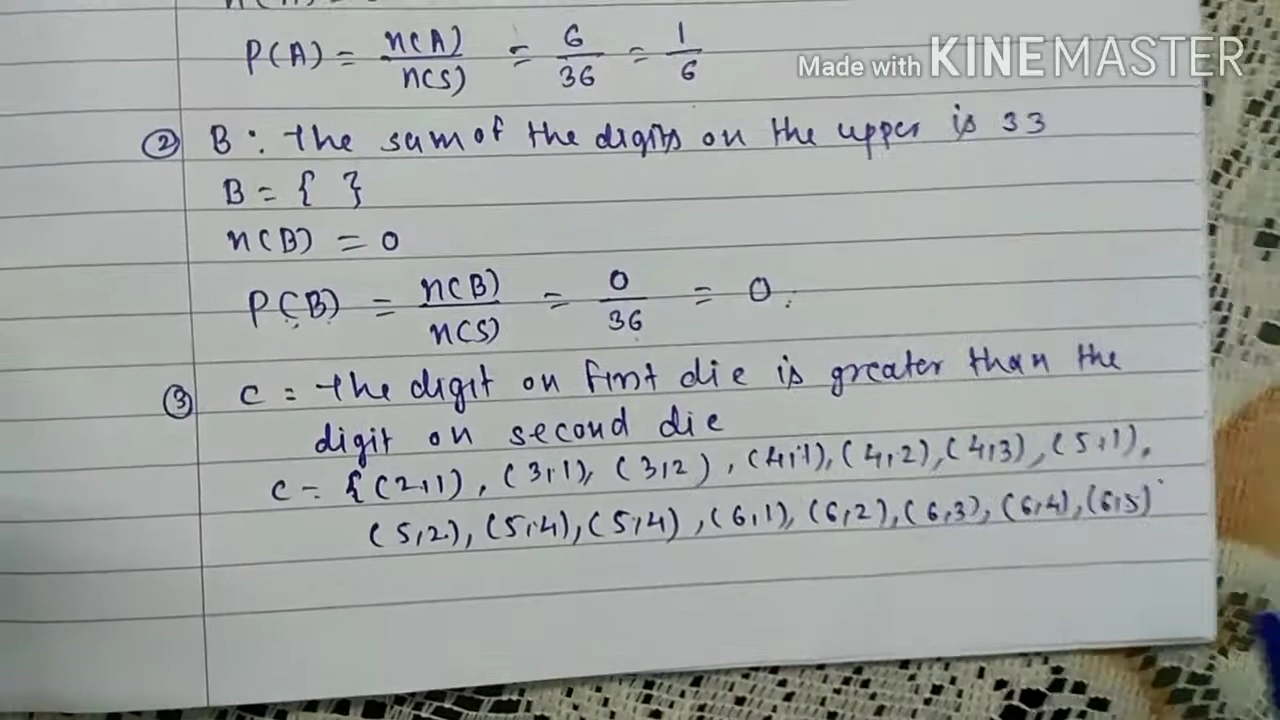 P(A) = n(A) / n(S) = 6 / 36 = 1 / 6
Made with KINEMASTER
② B : the sum of the digits on the upper is 33
B = { }
n(B) = 0
P(B) = n(B) / n(S) = 0 / 36 = 0
③ C = the digit on first die is greater than the
digit on second die
C = {(2,1), (3,1), (3,2), (4,1), (4,2), (4,3), (5,1),
(5,2), (5,4), (5,4), (6,1), (6,2), (6,3), (6,4), (6,5)